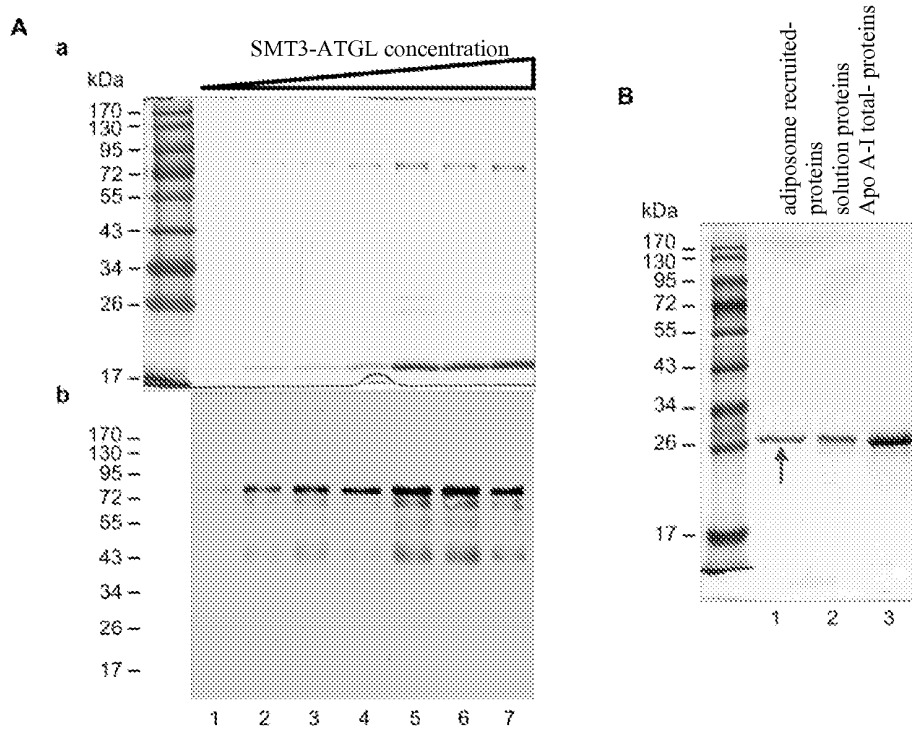 A
a
SMT3-ATGL concentration
kDa
170
130
95
72
55
43
34
26
17
b
170
130
95
72
55
43
34
26
17
1 2 3 4 5 6 7
B
adiposome recruited-
proteins
solution proteins
Apo A-I total- proteins
kDa
170
130
95
72
55
43
34
26
17
1 2 3